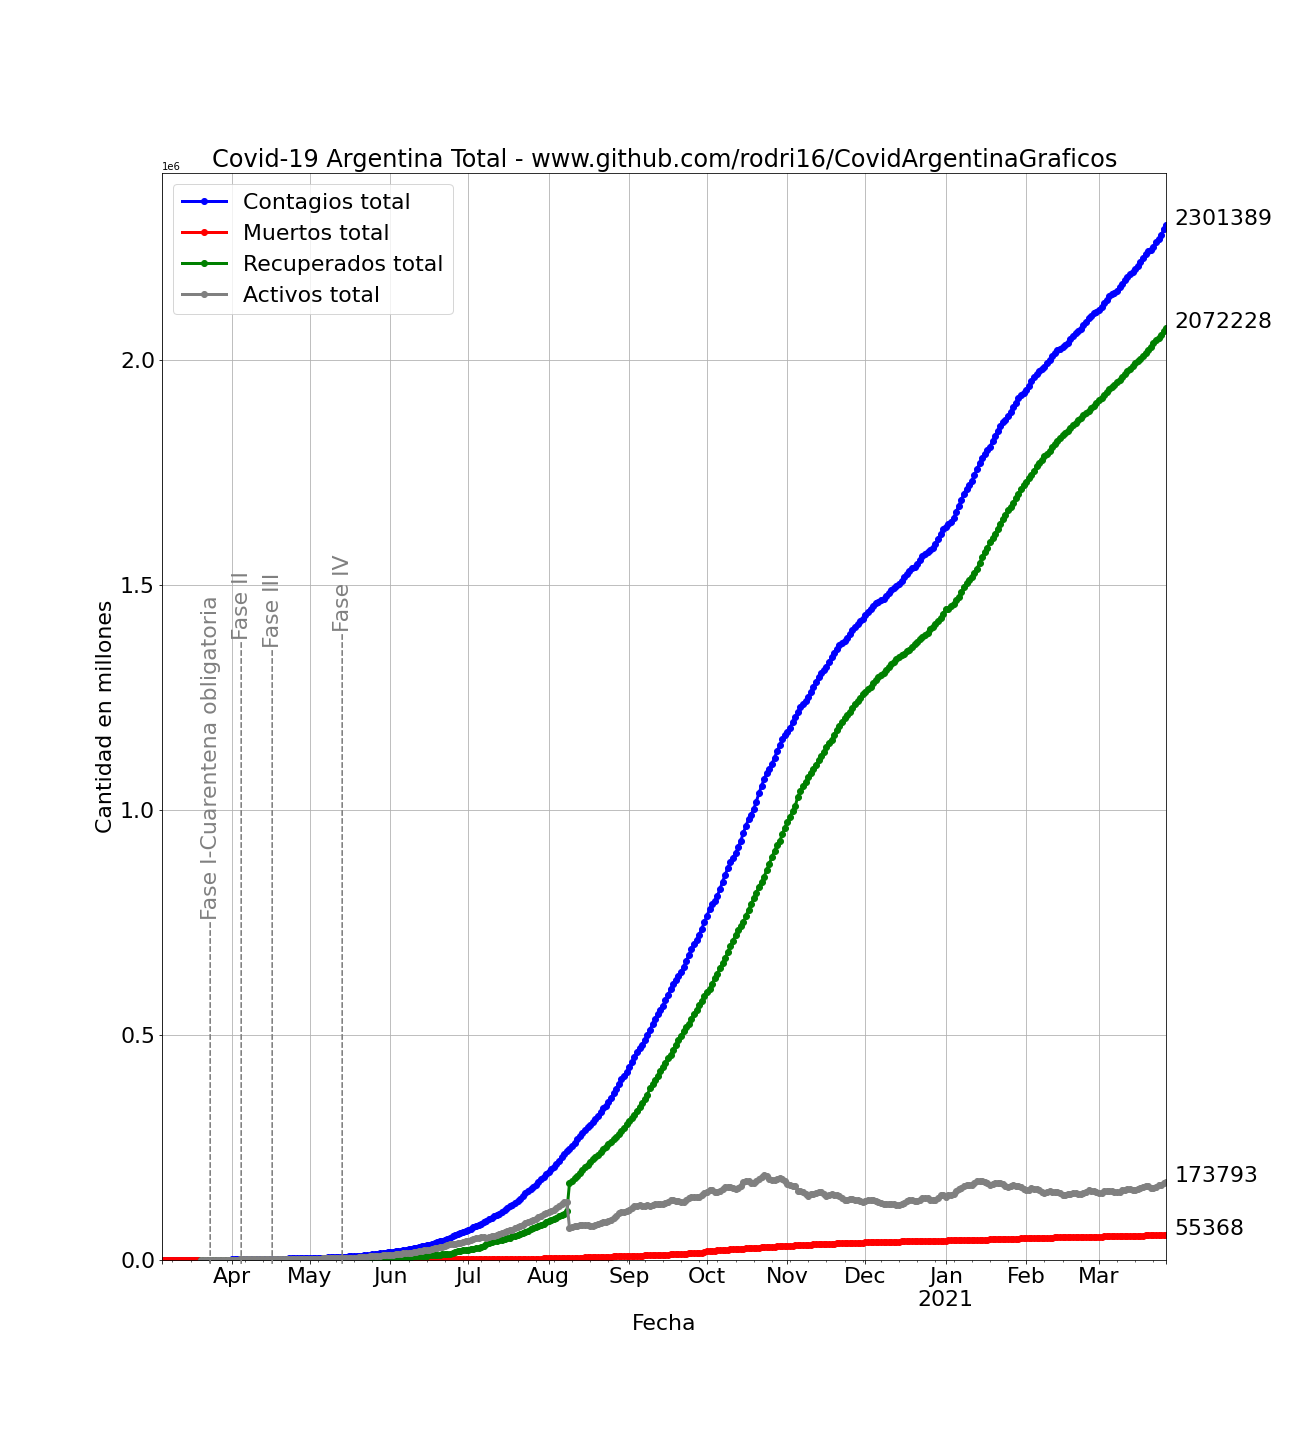 Covid-19 Argentina Total - www.github.com/rodri16/CovidArgentinaGraficos
1e6
Contagios total
Muertos total
Recuperados total
Activos total
2301389
2072228
173793
55368
2.0
1.5
1.0
0.5
0.0
Cantidad en millones
Fase I-Cuarentena obligatoria
Fase II
Fase III
Fase IV
Apr May Jun Jul Aug Sep Oct Nov Dec Jan Feb Mar
2021
Fecha